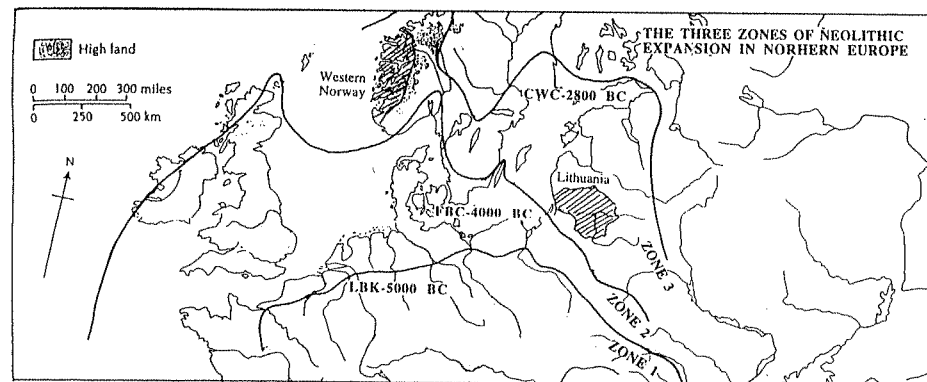 THE THREE ZONES OF NEOLITHIC
EXPANSION IN NORHERN EUROPE
High land
0 100 200 300 miles
0 250 500 km
N
Western
Norway
CWC-2800 BC
Lithuania
FBC-4000 BC
LBK-5000 BC
ZONE 3
ZONE 2
ZONE 1